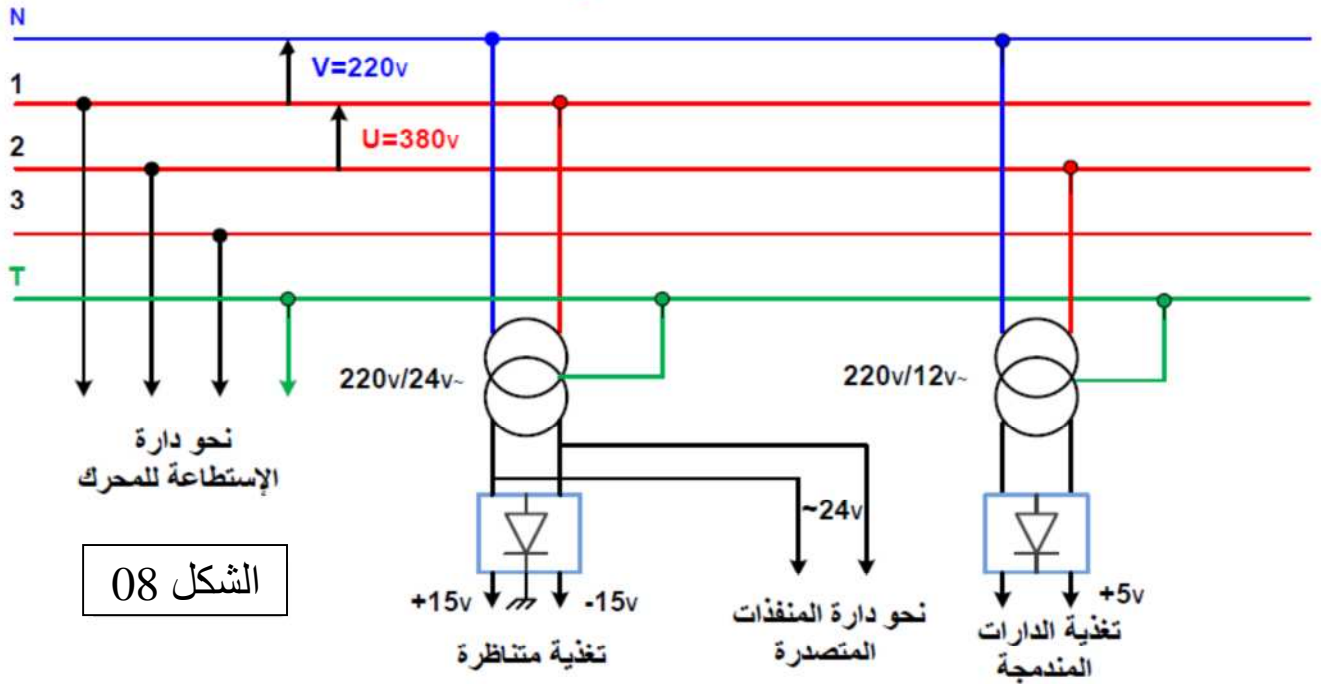 N
V=220v
1
U=380v
2
3
T
220v/24v~
220v/12v~
نحو دارة
الإستطاعة للمحرك
~24v
الشكل 08
+15v
-15v
+5v
تغذية متناظرة
نحو دارة المنفذات
المتصدرة
تغذية الدارات
المندمجة